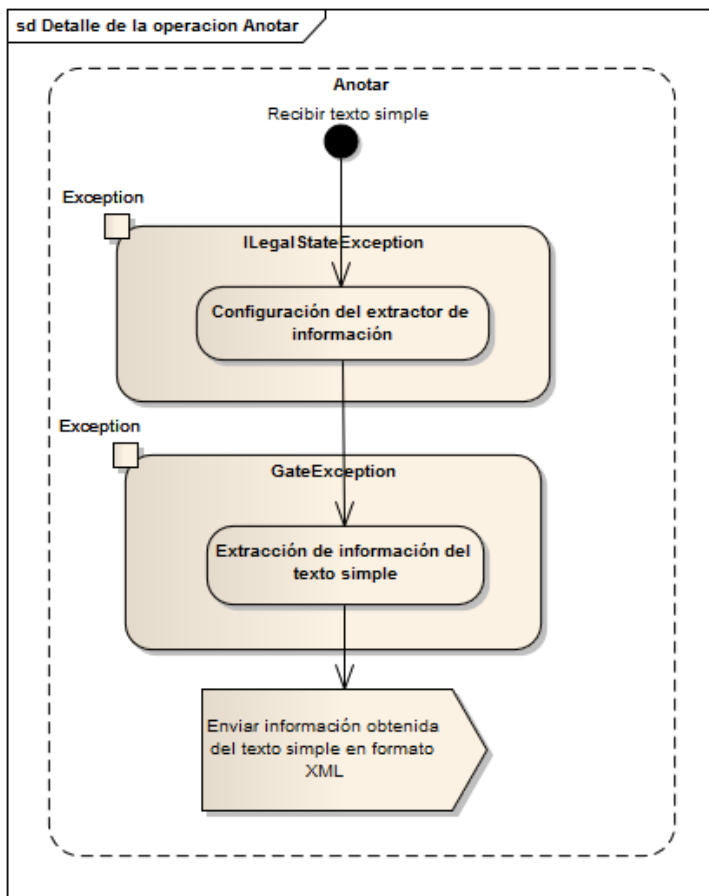 sd Detalle de la operacion Anotar
Anotar
Recibir texto simple
Exception
ILegalStateException
Configuración del extractor de
información
Exception
GateException
Extracción de información del
texto simple
Enviar información obtenida
del texto simple en formato
XML